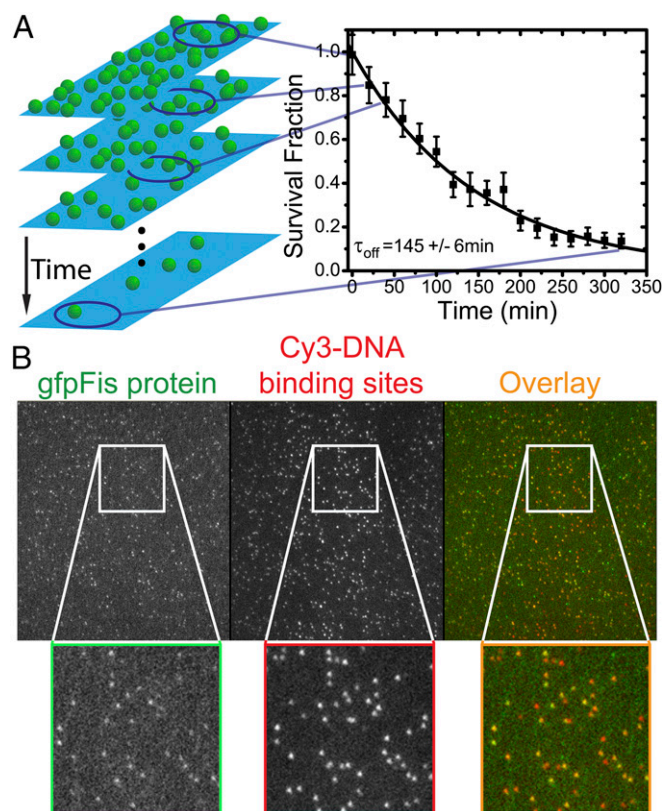 A
Time
Survival Fraction
1.0
0.8
0.6
0.4
0.2
0.0
τoff =145 +/- 6min
0 50 100 150 200 250 300 350
Time (min)
B
gfpFis protein
Cy3-DNA
binding sites
Overlay